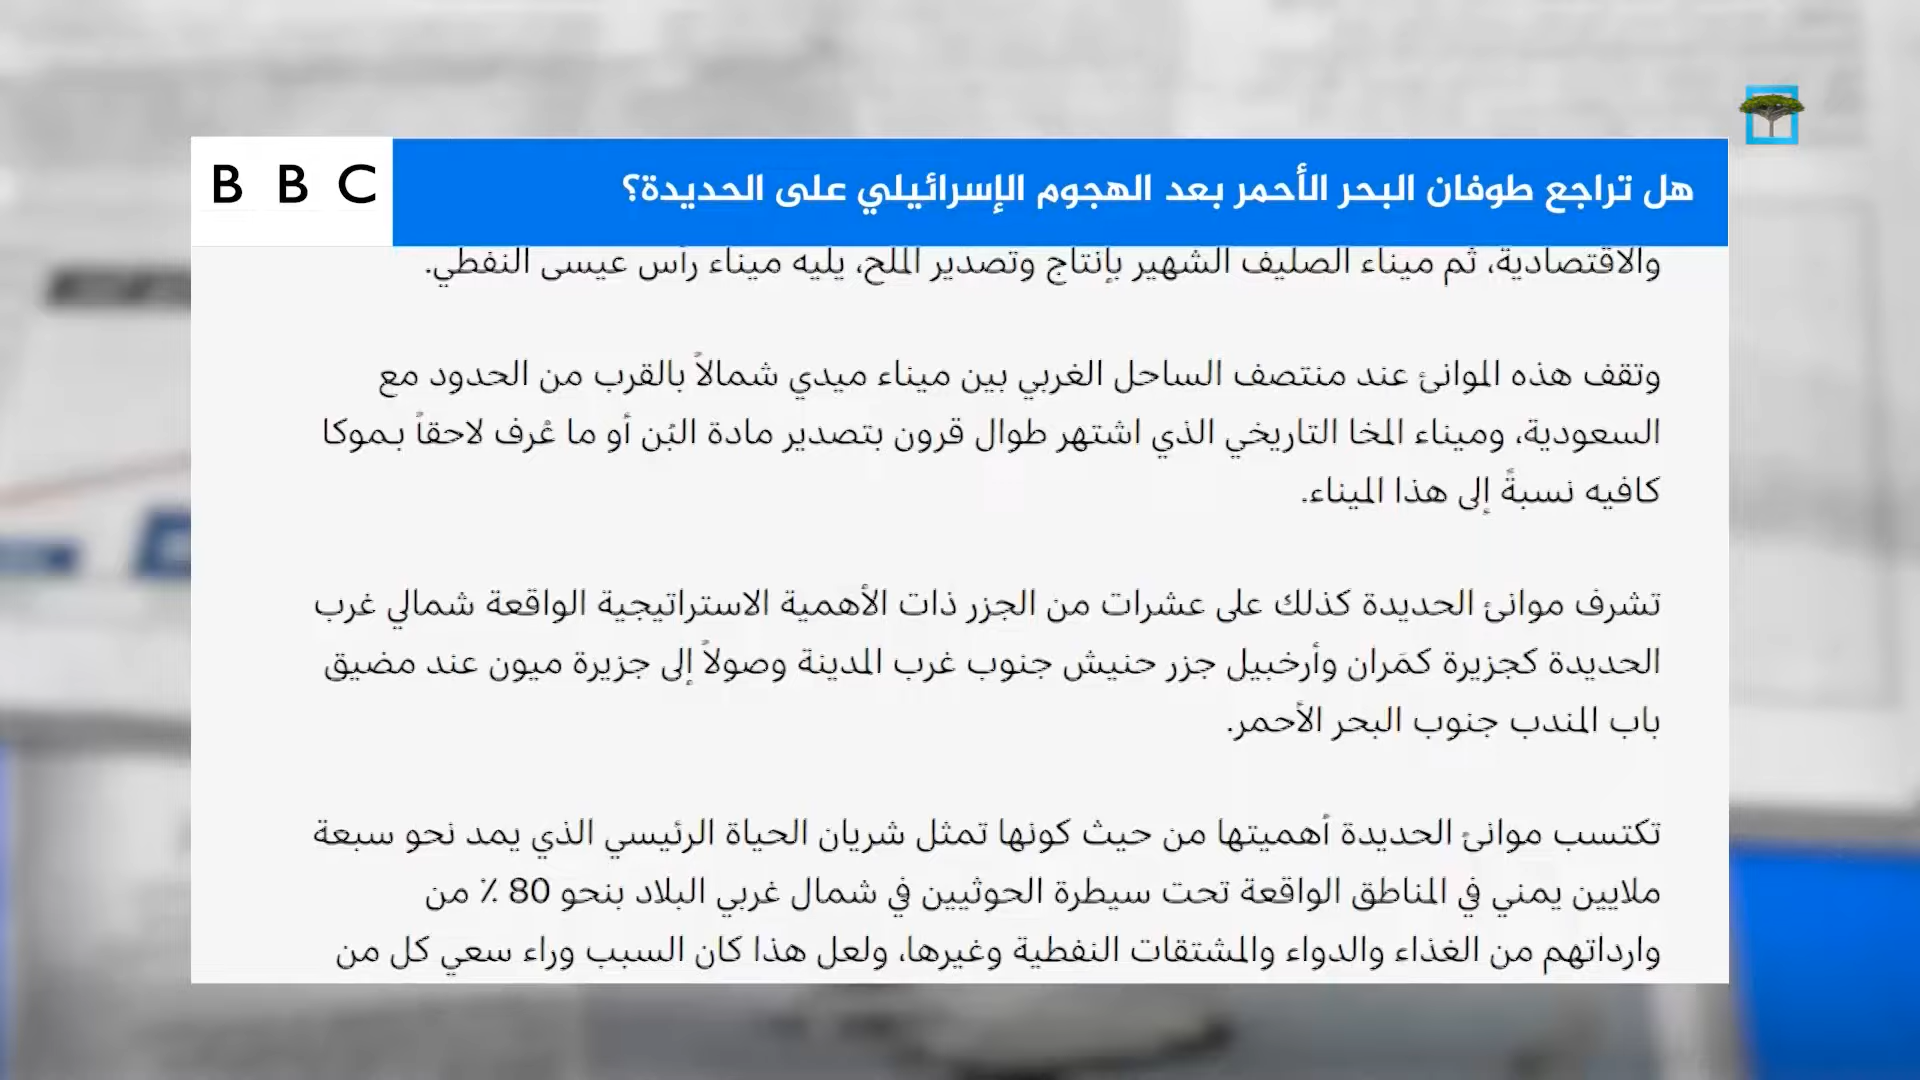 BBC
هل تراجع طوفان البحر الأحمر بعد الهجوم الإسرائيلي على الحديدة؟
والاقتصادية، ثم ميناء الصليف الشهير بإنتاج وتصدير الملح، يليه ميناء رأس عيسى النفطي.
وتقف هذه الموانئ عند منتصف الساحل الغربي بين ميناء ميدي شمالاً بالقرب من الحدود مع
السعودية، وميناء المخا التاريخي الذي اشتهر طوال قرون بتصدير مادة البُن أو ما عُرف لاحقاً بموكا
كافيه نسبةً إلى هذا الميناء.
تشرف موانئ الحديدة كذلك على عشرات من الجزر ذات الأهمية الاستراتيجية الواقعة شمالي غرب
الحديدة كجزيرة كمَران وأرخبيل جزر حنيش جنوب غرب المدينة وصولاً إلى جزيرة ميون عند مضيق
باب المندب جنوب البحر الأحمر.
تكتسب موانئ الحديدة أهميتها من حيث كونها تمثل شريان الحياة الرئيسي الذي يمد نحو سبعة
ملايين يمني في المناطق الواقعة تحت سيطرة الحوثيين في شمال غربي البلاد بنحو 80 ٪ من
وارداتهم من الغذاء والدواء والمشتقات النفطية وغيرها، ولعل هذا كان السبب وراء سعي كل من